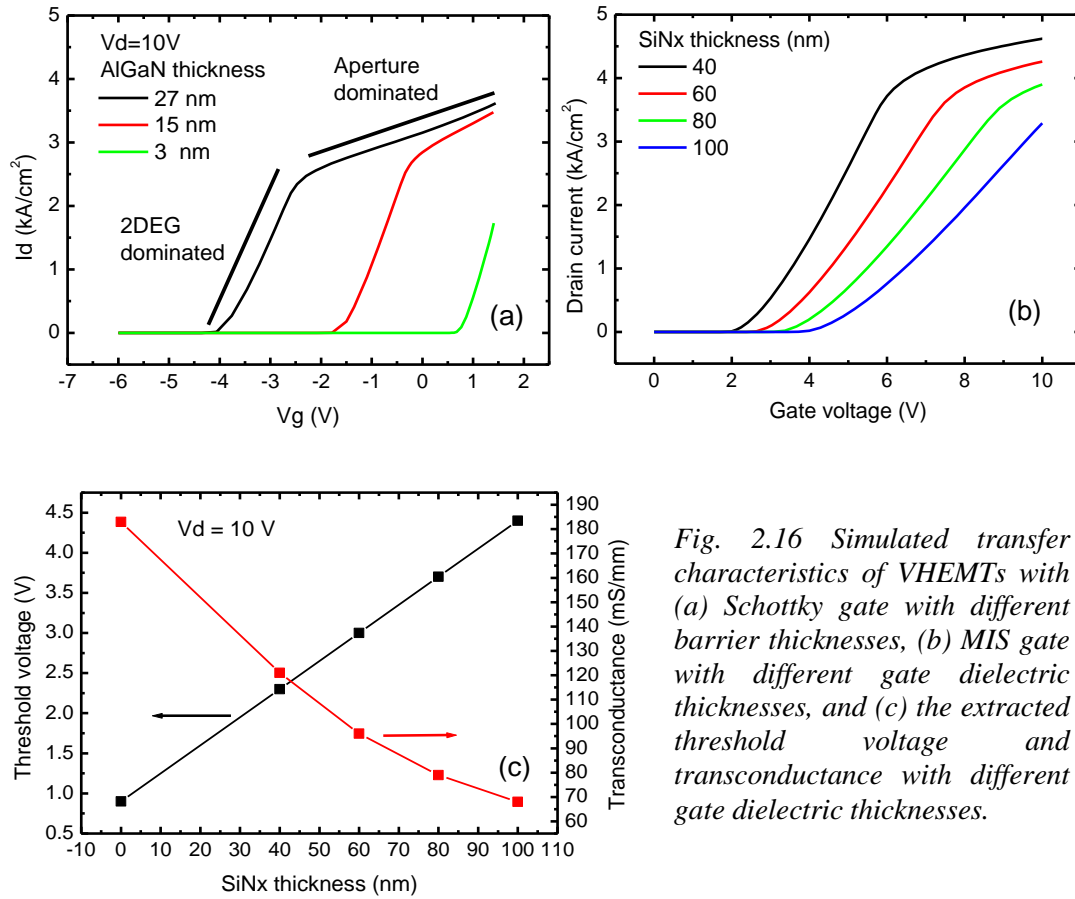 Vd=10V
AlGaN thickness
27 nm
15 nm
3 nm
Aperture
dominated
2DEG
dominated
(a)
Id (kA/cm²)
5
4
3
2
1
0
-7 -6 -5 -4 -3 -2 -1 0 1 2
Vg (V)
SiNx thickness (nm)
40
60
80
100
(b)
Drain current (kA/cm²)
5
4
3
2
1
0
0 2 4 6 8 10
Gate voltage (V)
Vd = 10 V
(c)
Threshold voltage (V)
4.5
4.0
3.5
3.0
2.5
2.0
1.5
1.0
0.5
Transconductance (mS/mm)
190
180
170
160
150
140
130
120
110
100
90
80
70
60
-10 0 10 20 30 40 50 60 70 80 90 100 110
SiNx thickness (nm)
Fig. 2.16 Simulated transfer
characteristics of VHEMTs with
(a) Schottky gate with different
barrier thicknesses, (b) MIS gate
with different gate dielectric
thicknesses, and (c) the extracted
threshold voltage and
transconductance with different
gate dielectric thicknesses.